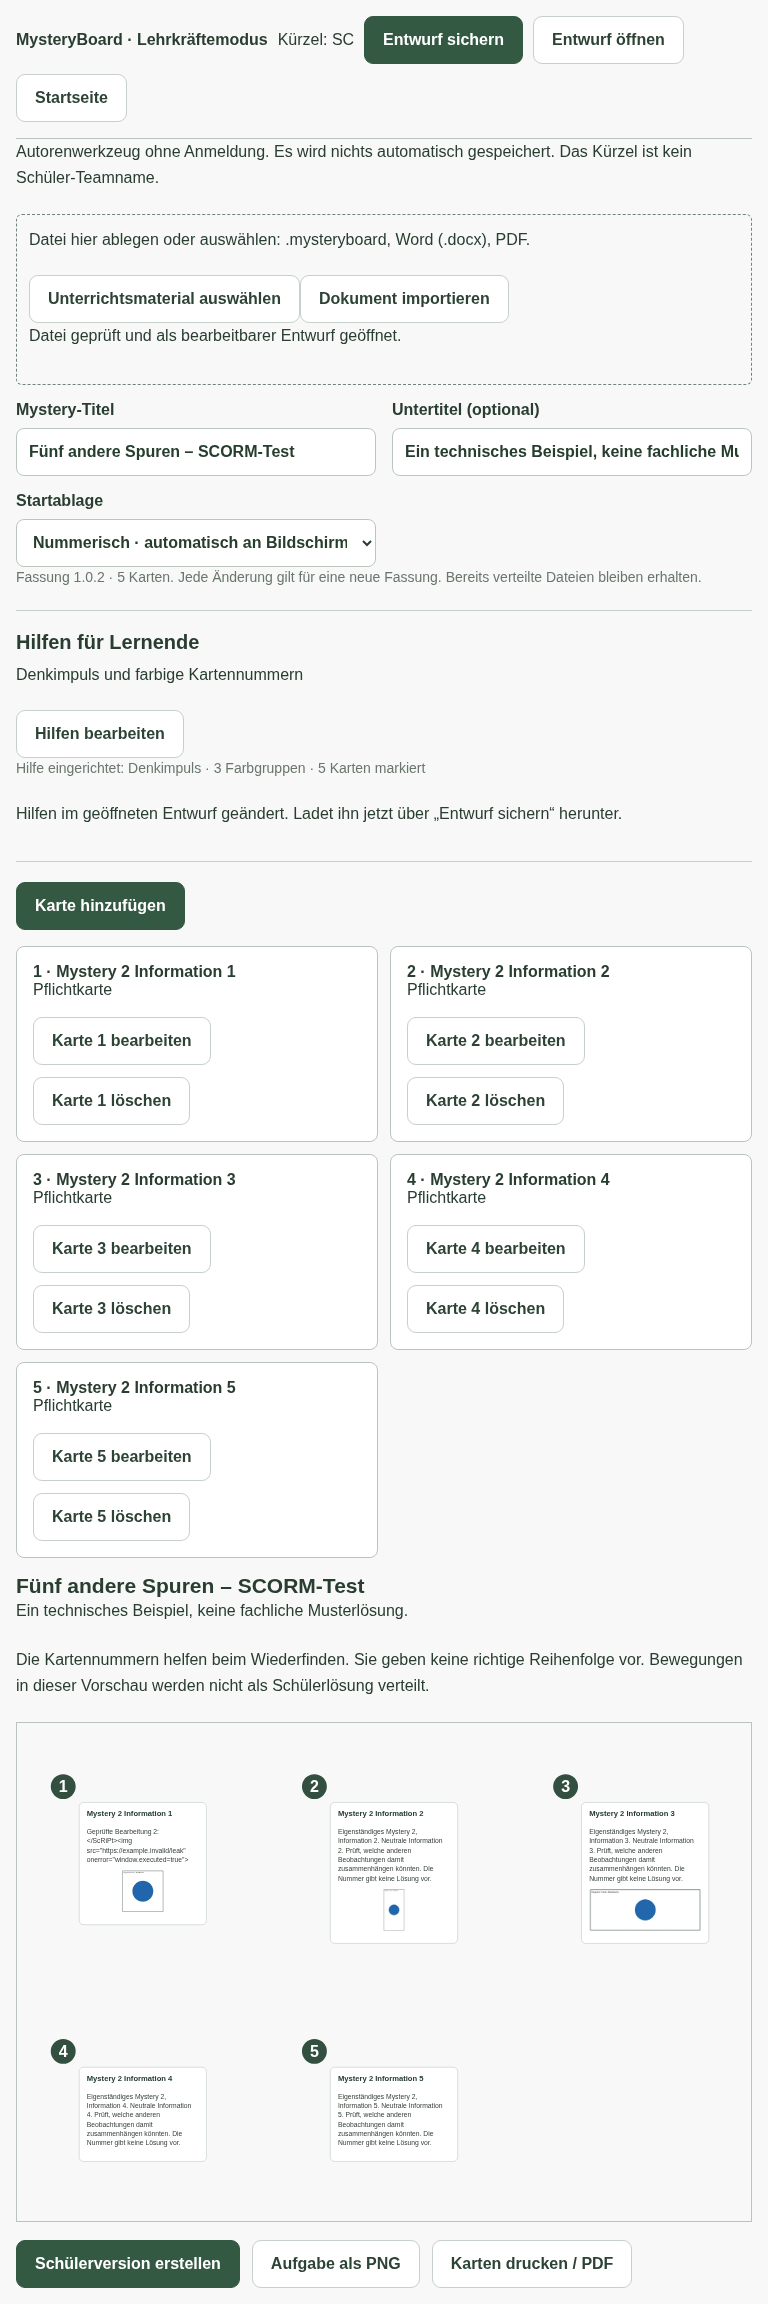 MysteryBoard · Lehrkräftemodus Kürzel: SC Entwurf sichern Entwurf öffnen
Startseite
Autorenwerkzeug ohne Anmeldung. Es wird nichts automatisch gespeichert. Das Kürzel ist kein
Schüler-Teamname.
Datei hier ablegen oder auswählen: .mysteryboard, Word (.docx), PDF.
Unterrichtsmaterial auswählen Dokument importieren
Datei geprüft und als bearbeitbarer Entwurf geöffnet.
Mystery-Titel Untertitel (optional)
Fünf andere Spuren – SCORM-Test Ein technisches Beispiel, keine fachliche Mu
Startablage
Nummerisch · automatisch an Bildschirm
Fassung 1.0.2 · 5 Karten. Jede Änderung gilt für eine neue Fassung. Bereits verteilte Dateien bleiben erhalten.
Hilfen für Lernende
Denkimpuls und farbige Kartennummern
Hilfen bearbeiten
Hilfe eingerichtet: Denkimpuls · 3 Farbgruppen · 5 Karten markiert
Hilfen im geöffneten Entwurf geändert. Ladet ihn jetzt über „Entwurf sichern“ herunter.
Karte hinzufügen
1 · Mystery 2 Information 1
Pflichtkarte
Karte 1 bearbeiten
Karte 1 löschen
2 · Mystery 2 Information 2
Pflichtkarte
Karte 2 bearbeiten
Karte 2 löschen
3 · Mystery 2 Information 3
Pflichtkarte
Karte 3 bearbeiten
Karte 3 löschen
4 · Mystery 2 Information 4
Pflichtkarte
Karte 4 bearbeiten
Karte 4 löschen
5 · Mystery 2 Information 5
Pflichtkarte
Karte 5 bearbeiten
Karte 5 löschen
Fünf andere Spuren – SCORM-Test
Ein technisches Beispiel, keine fachliche Musterlösung.
Die Kartennummern helfen beim Wiederfinden. Sie geben keine richtige Reihenfolge vor. Bewegungen
in dieser Vorschau werden nicht als Schülerlösung verteilt.
1
Mystery 2 Information 1
Geprüfte Bearbeitung 2:
</ScRiPt><img
src="https://example.invalid/leak"
onerror="window.executed=true">
2
Mystery 2 Information 2
Eigenständiges Mystery 2,
Information 2. Neutrale Information
2. Prüft, welche anderen
Beobachtungen damit
zusammenhängen könnten. Die
Nummer gibt keine Lösung vor.
3
Mystery 2 Information 3
Eigenständiges Mystery 2,
Information 3. Neutrale Information
3. Prüft, welche anderen
Beobachtungen damit
zusammenhängen könnten. Die
Nummer gibt keine Lösung vor.
4
Mystery 2 Information 4
Eigenständiges Mystery 2,
Information 4. Neutrale Information
4. Prüft, welche anderen
Beobachtungen damit
zusammenhängen könnten. Die
Nummer gibt keine Lösung vor.
5
Mystery 2 Information 5
Eigenständiges Mystery 2,
Information 5. Neutrale Information
5. Prüft, welche anderen
Beobachtungen damit
zusammenhängen könnten. Die
Nummer gibt keine Lösung vor.
Schülerversion erstellen Aufgabe als PNG Karten drucken / PDF